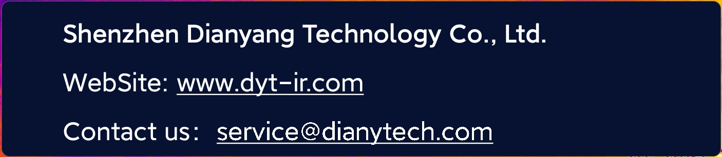 Shenzhen Dianyang Technology Co., Ltd.
WebSite: www.dyt-ir.com
Contact us： service@dianytech.com